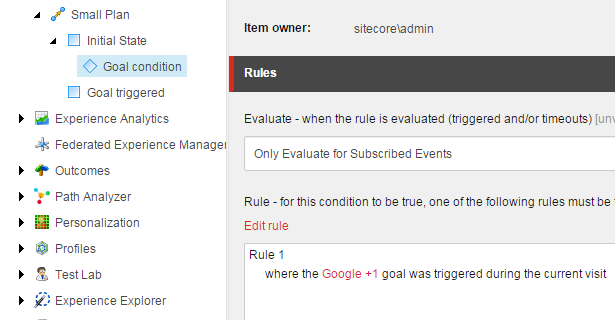 Small Plan
Initial State
Goal condition
Goal triggered
Experience Analytics
Federated Experience Manager
Outcomes
Path Analyzer
Personalization
Profiles
Test Lab
Experience Explorer
Item owner: sitecore\admin
Rules
Evaluate - when the rule is evaluated (triggered and/or timeouts) [unv
Only Evaluate for Subscribed Events
Rule - for this condition to be true, one of the following rules must be
Edit rule
Rule 1
where the Google +1 goal was triggered during the current visit